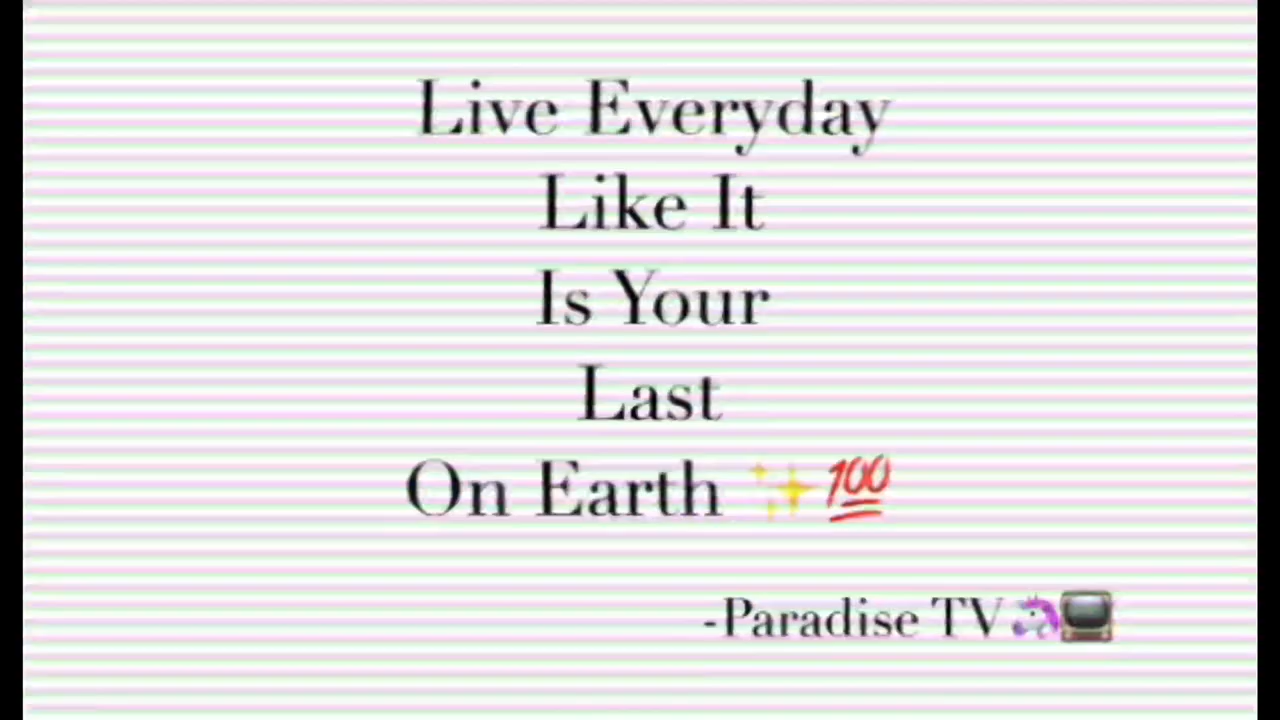 Live Everyday
Like It
Is Your
Last
On Earth ✨💯
-Paradise TV🦄📺